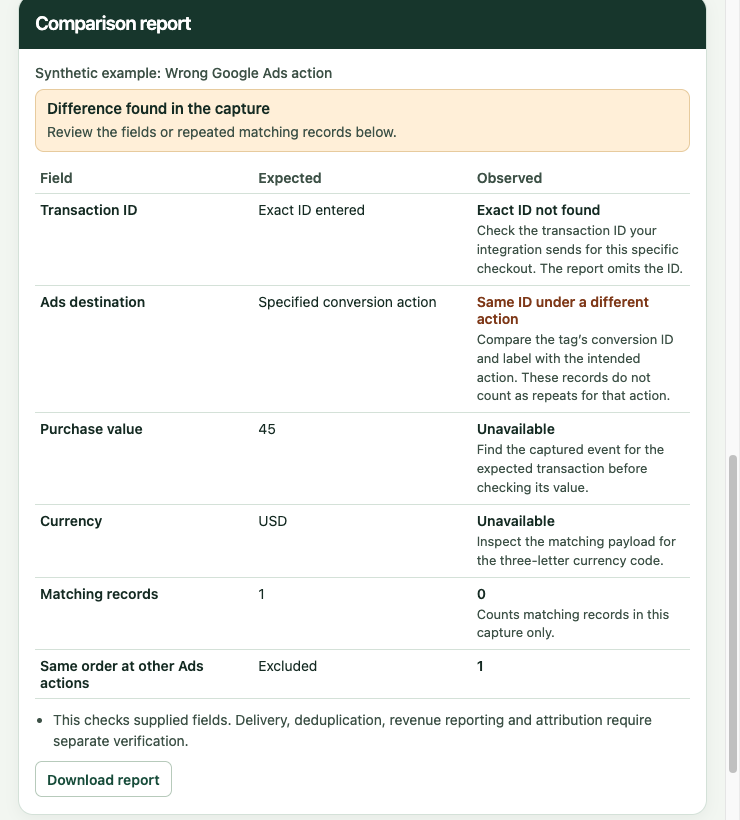 Comparison report
Synthetic example: Wrong Google Ads action
Difference found in the capture
Review the fields or repeated matching records below.
Field Expected Observed
Transaction ID Exact ID entered Exact ID not found
Check the transaction ID your
integration sends for this specific
checkout. The report omits the ID.
Ads destination Specified conversion action Same ID under a different
action
Compare the tag's conversion ID
and label with the intended
action. These records do not
count as repeats for that action.
Purchase value 45 Unavailable
Find the captured event for the
expected transaction before
checking its value.
Currency USD Unavailable
Inspect the matching payload for
the three-letter currency code.
Matching records 1 0
Counts matching records in this
capture only.
Same order at other Ads Excluded 1
actions
• This checks supplied fields. Delivery, deduplication, revenue reporting and attribution require
separate verification.
Download report